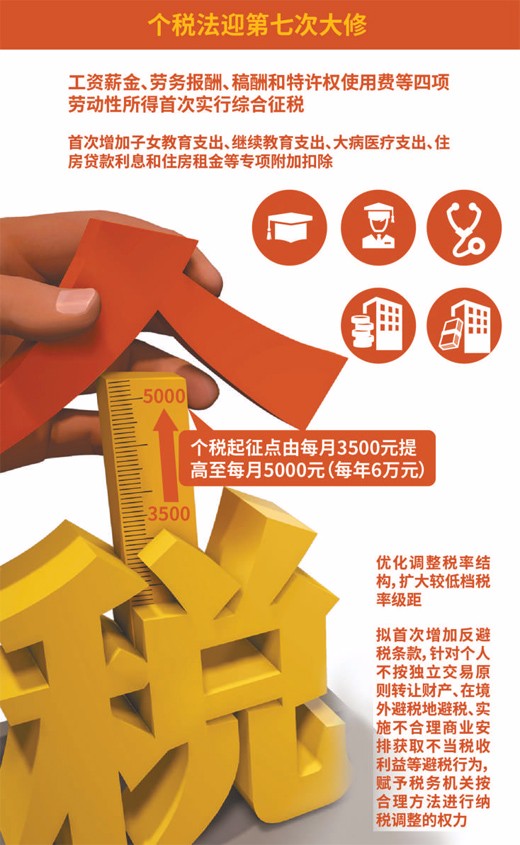 个税法迎第七次大修
工资薪金、劳务报酬、稿酬和特许权使用费等四项
劳动性所得首次实行综合征税
首次增加子女教育支出、继续教育支出、大病医疗支出、住
房贷款利息和住房租金等专项附加扣除
个
5000
3500
个税起征点由每月3500元提
高至每月5000元（每年6万元）
税
优化调整税率结
构，扩大较低档税
率级距
拟首次增加反避
税条款，针对个人
不按独立交易原
则转让财产、在境
外避税地避税、实
施不合理商业安
排获取不当税收
利益等避税行为，
赋予税务机关按
合理方法进行纳
税调整的权力